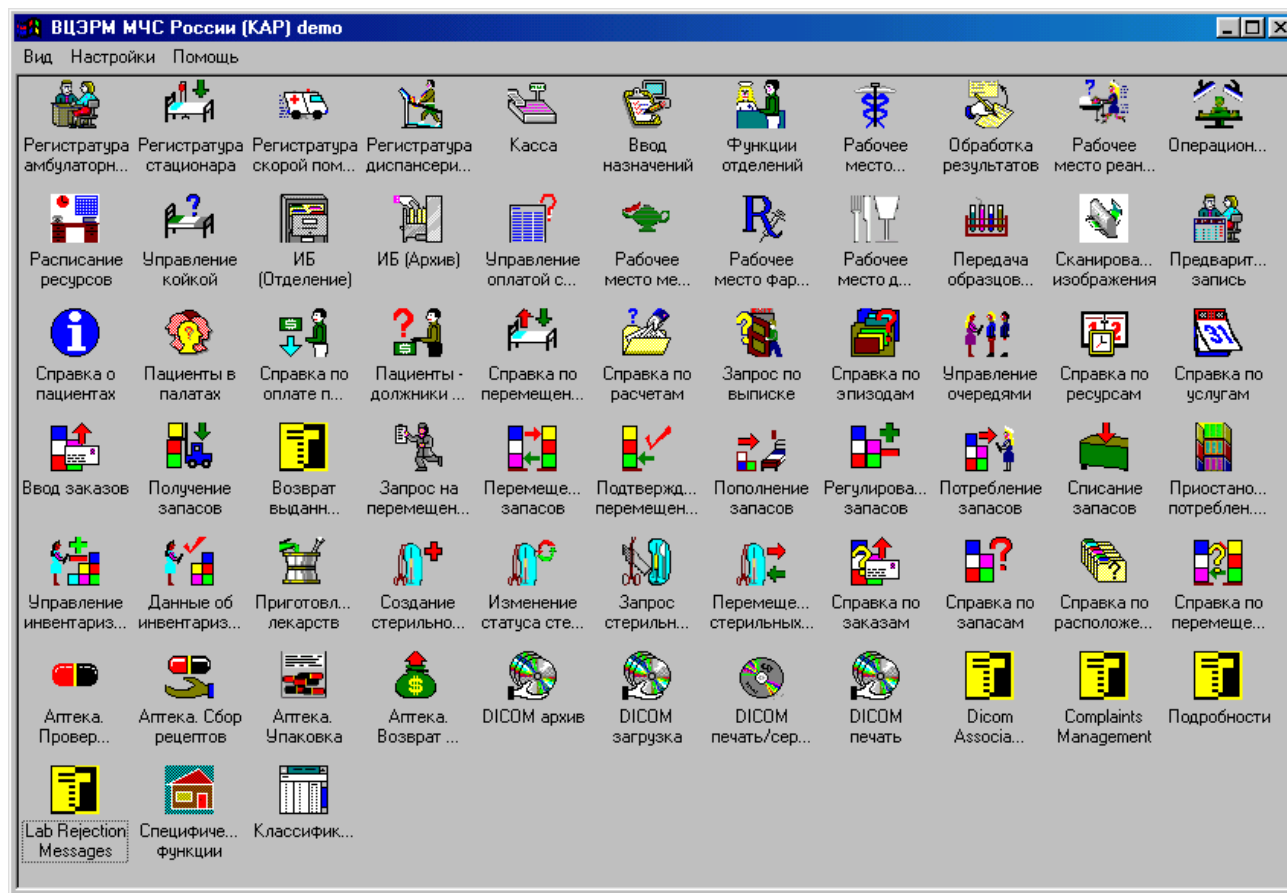 ВЦЭРМ МЧС России (КАР) demo
Вид Настройки Помощь
Регистратура Регистратура Регистратура Регистратура Касса Ввод Функции Рабочее Обработка Рабочее Операцион...
амбулаторн... стационара скорой пом... диспансери... назначений отделений место... результатов место реан...
Расписание Управление ИБ ИБ (Архив) Управление Рабочее Рабочее Рабочее Передача Сканирова... Предварит...
ресурсов койкой (Отделение) оплатой с... место ме... место фар... место д... образцов... изображения запись
Справка о Пациенты в Справка по Пациенты - Справка по Справка по Запрос по Справка по Управление Справка по Справка по
пациентах палатах оплате п... должники ... перемещен... расчетам выписке эпизодам очередями ресурсам услугам
Ввод заказов Получение Возврат Запрос на Перемеще... Подтвержд... Пополнение Регулирова... Потребление Списание Приостано...
запасов выданн... перемещен... запасов перемещен... запасов запасов запасов запасов потреблен....
Управление Данные об Приготовл... Создание Изменение Запрос Перемеще... Справка по Справка по Справка по Справка по
инвентариз... инвентариз... лекарств стерильно... статуса сте... стерильн... стерильных... заказам запасам расположе... перемеще...
Аптека. Аптека. Сбор Аптека. Аптека. DICOM архив DICOM DICOM DICOM Dicom Complaints Подробности
Провер... рецептов Упаковка Возврат ... загрузка печать/сер... печать Associa... Management
Lab Rejection Специфиче... Классифик...
Messages функции